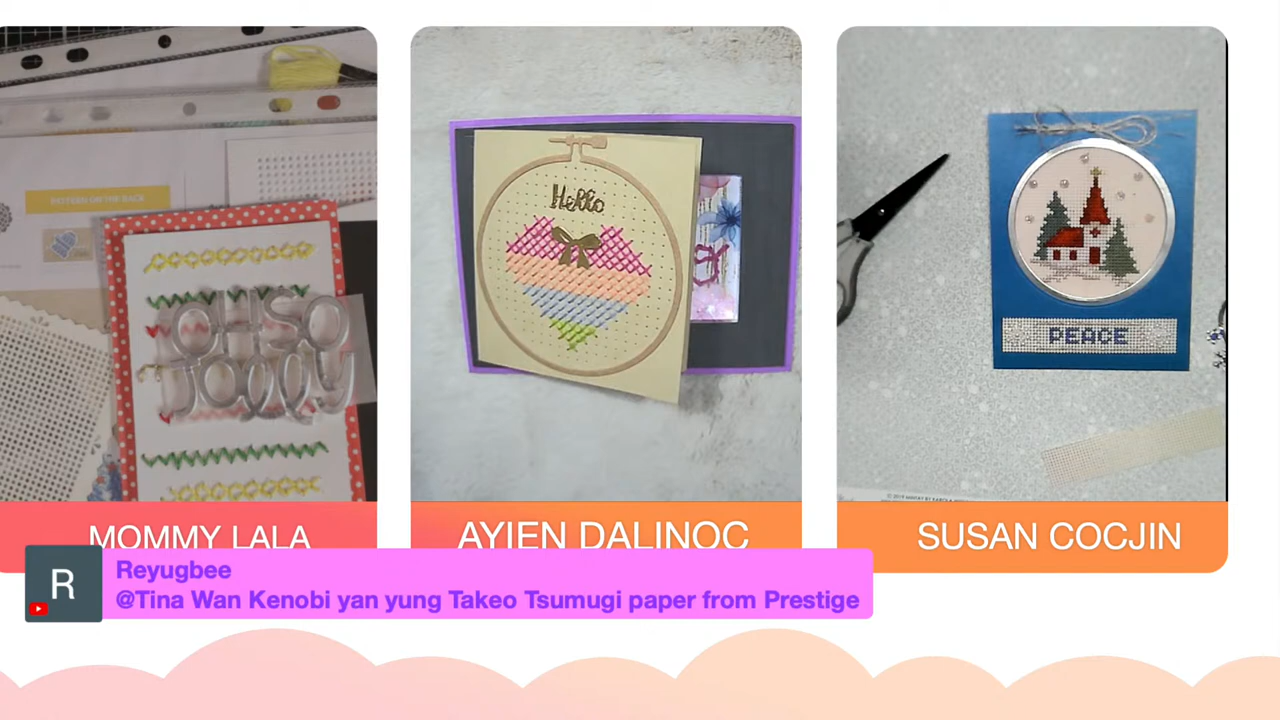 PATTERN ON THE BACK
OH SO
Jolly
Hello
PEACE
MOMMY LALA
AYIEN DALINOC
SUSAN COCJIN
R
Reyugbee
@Tina Wan Kenobi yan yung Takeo Tsumugi paper from Prestige